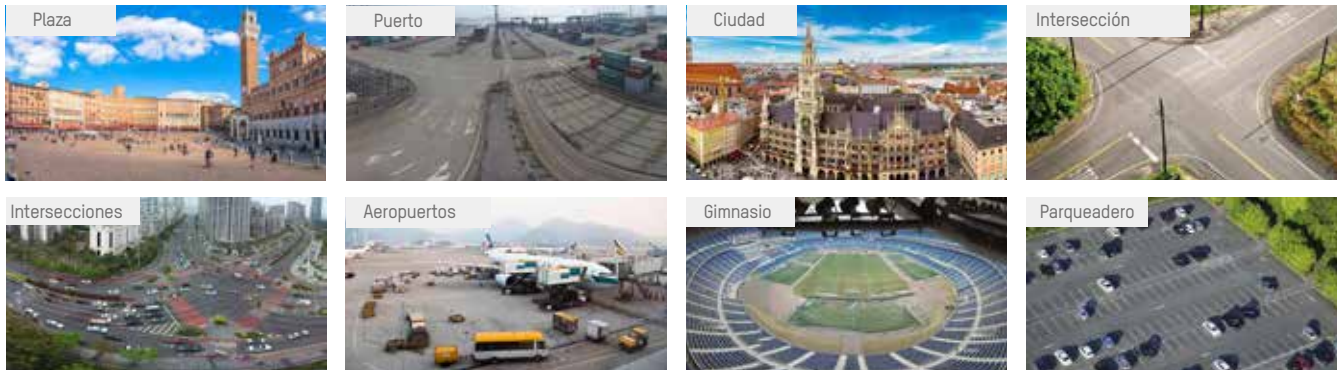 Plaza
Puerto
Ciudad
Intersección
Intersecciones
Aeropuertos
Gimnasio
Parqueadero